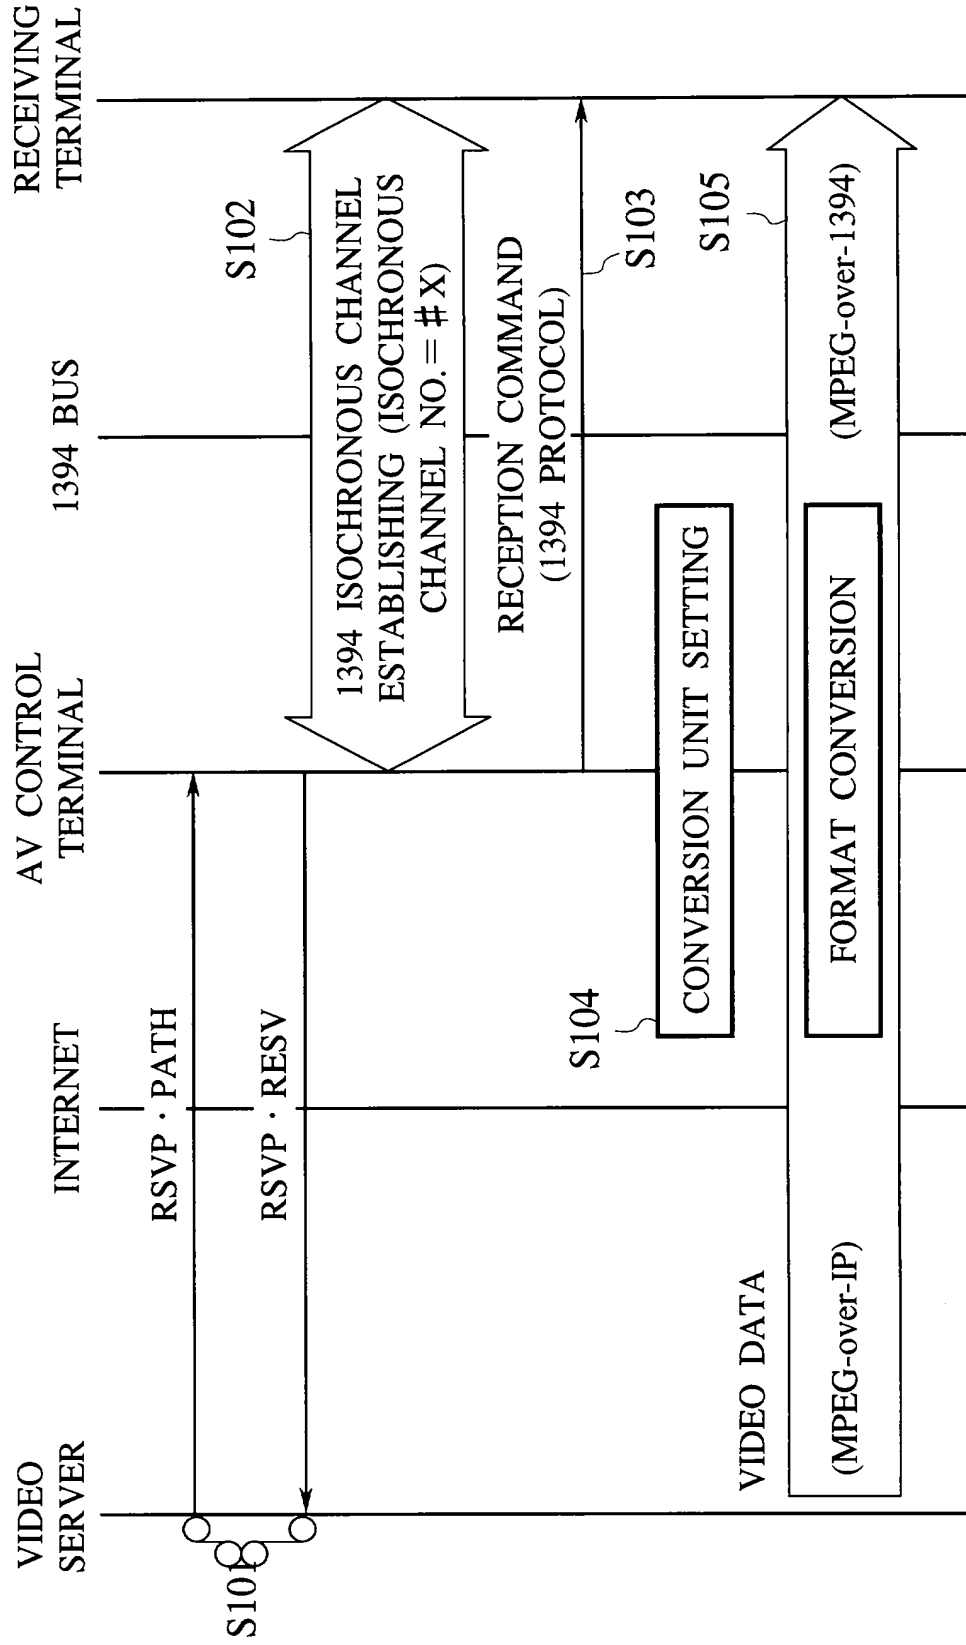 VIDEO
SERVER
INTERNET
AV CONTROL
TERMINAL
1394 BUS
RECEIVING
TERMINAL
S101
RSVP · PATH
RSVP · RESV
S102
1394 ISOCHRONOUS CHANNEL
ESTABLISHING (ISOCHRONOUS
CHANNEL NO. = #X)
RECEPTION COMMAND
(1394 PROTOCOL)
S103
S104
CONVERSION UNIT SETTING
VIDEO DATA
S105
(MPEG-over-IP)
FORMAT CONVERSION
(MPEG-over-1394)